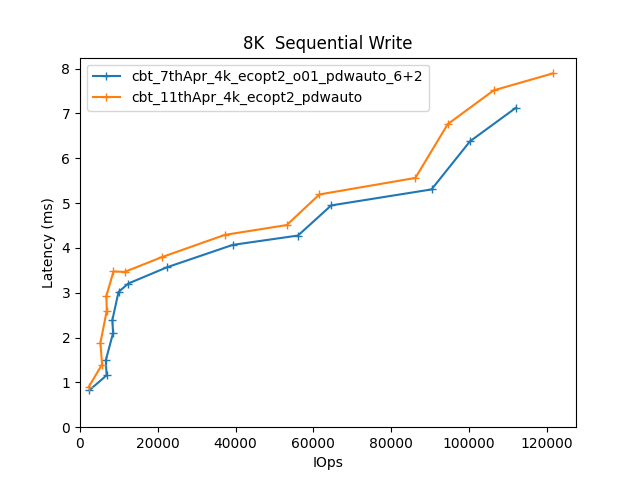 8K  Sequential Write
cbt_7thApr_4k_ecopt2_o01_pdwauto_6+2
cbt_11thApr_4k_ecopt2_pdwauto
Latency (ms)
8
7
6
5
4
3
2
1
0
0 20000 40000 60000 80000 100000 120000
IOps